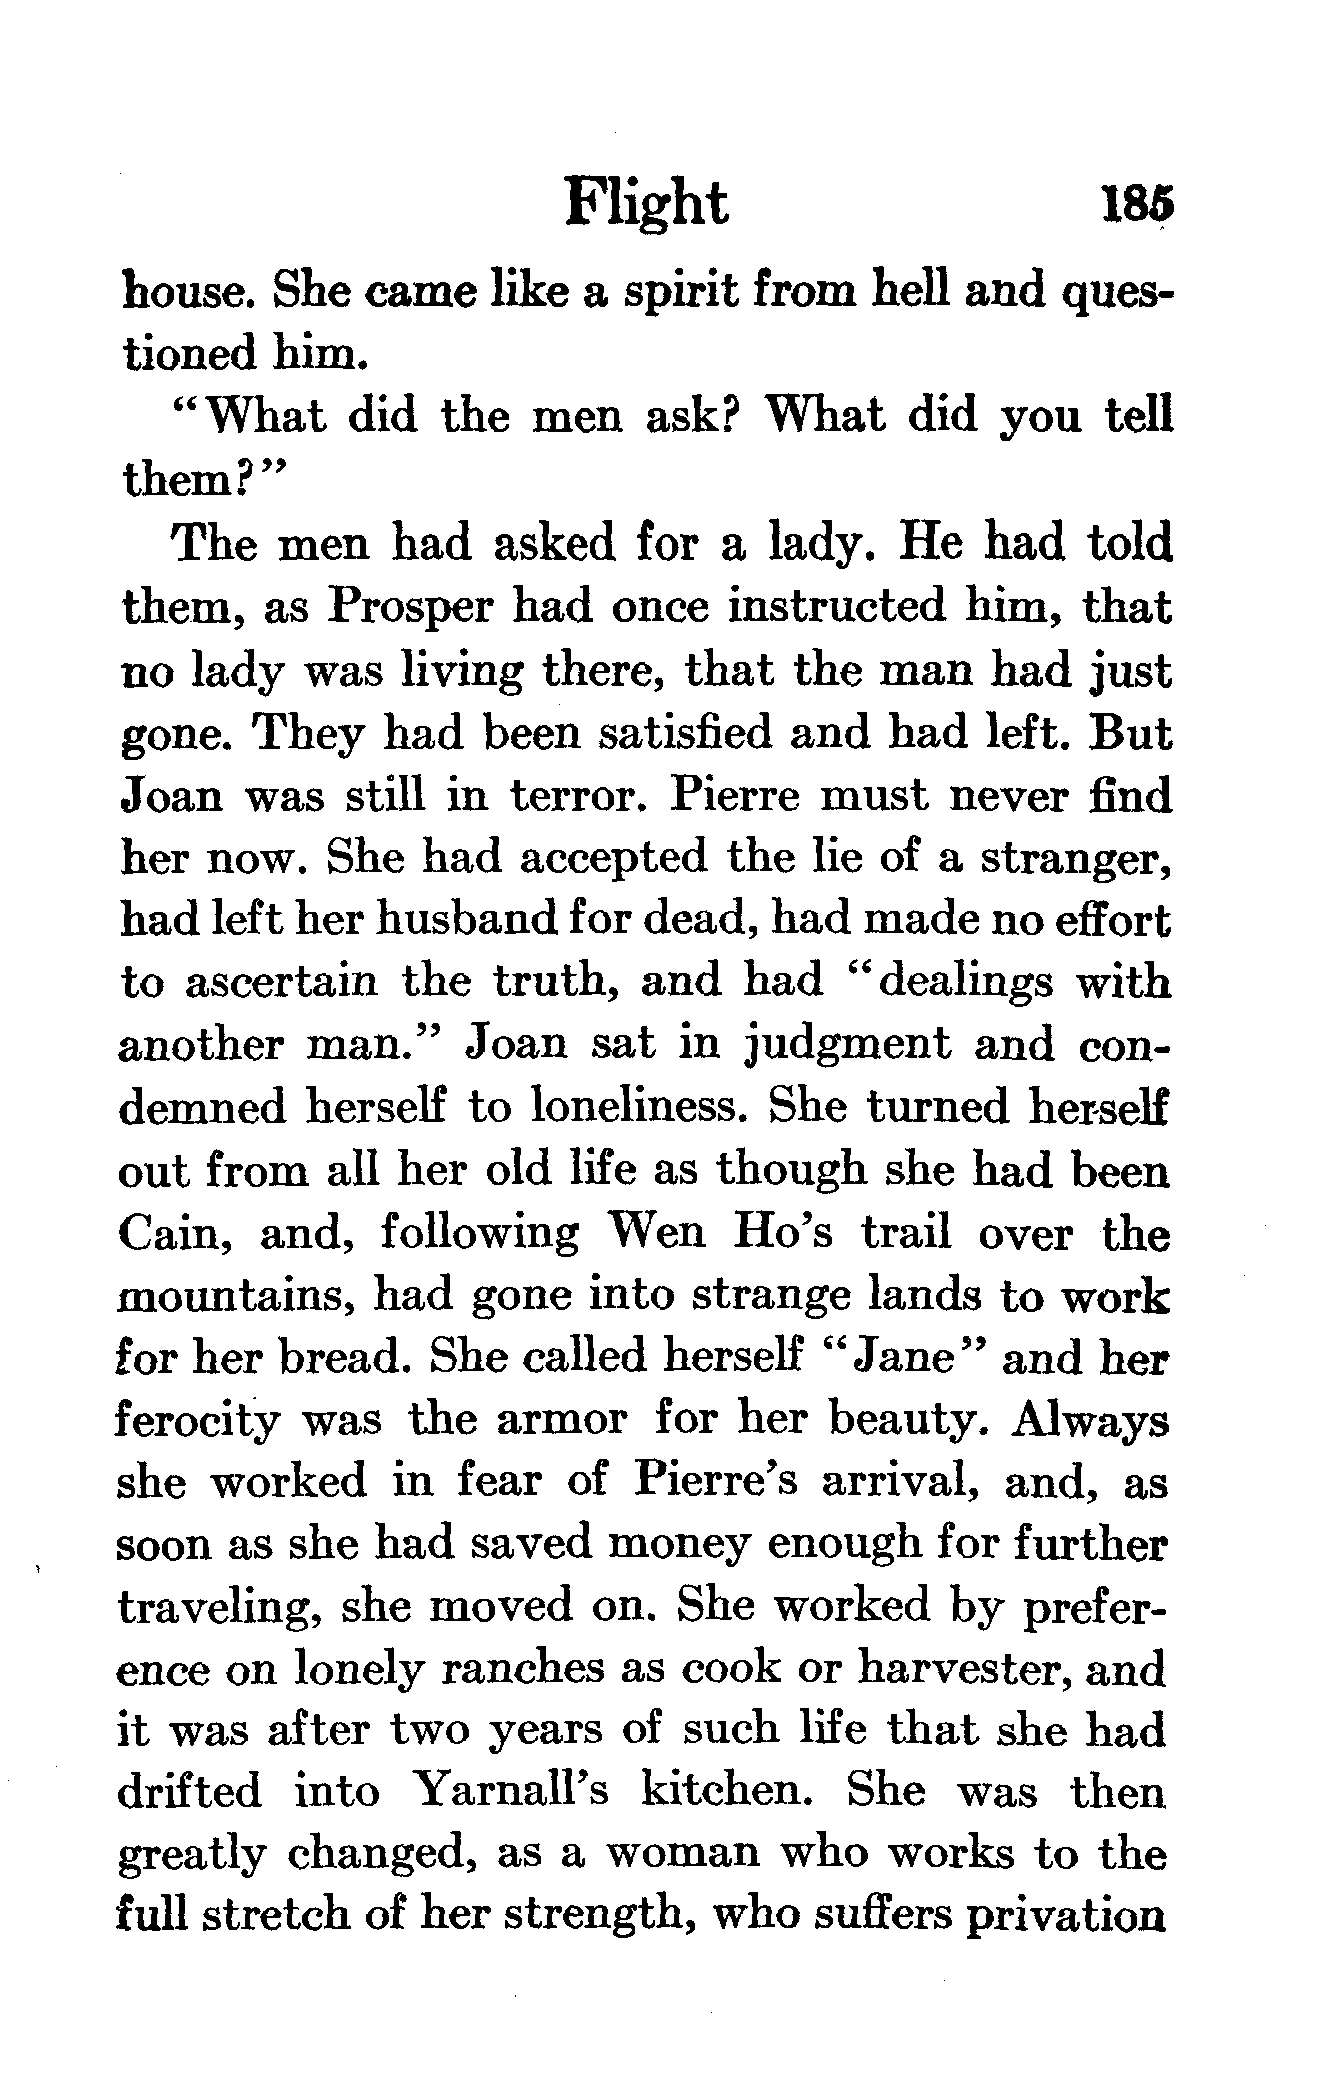 Flight 185
house. She came like a spirit from hell and ques-
tioned him.
"What did the men ask? What did you tell
them?"
The men had asked for a lady. He had told
them, as Prosper had once instructed him, that
no lady was living there, that the man had just
gone. They had been satisfied and had left. But
Joan was still in terror. Pierre must never find
her now. She had accepted the lie of a stranger,
had left her husband for dead, had made no effort
to ascertain the truth, and had "dealings with
another man." Joan sat in judgment and con-
demned herself to loneliness. She turned herself
out from all her old life as though she had been
Cain, and, following Wen Ho's trail over the
mountains, had gone into strange lands to work
for her bread. She called herself "Jane" and her
ferocity was the armor for her beauty. Always
she worked in fear of Pierre's arrival, and, as
soon as she had saved money enough for further
traveling, she moved on. She worked by prefer-
ence on lonely ranches as cook or harvester, and
it was after two years of such life that she had
drifted into Yarnall's kitchen. She was then
greatly changed, as a woman who works to the
full stretch of her strength, who suffers privation